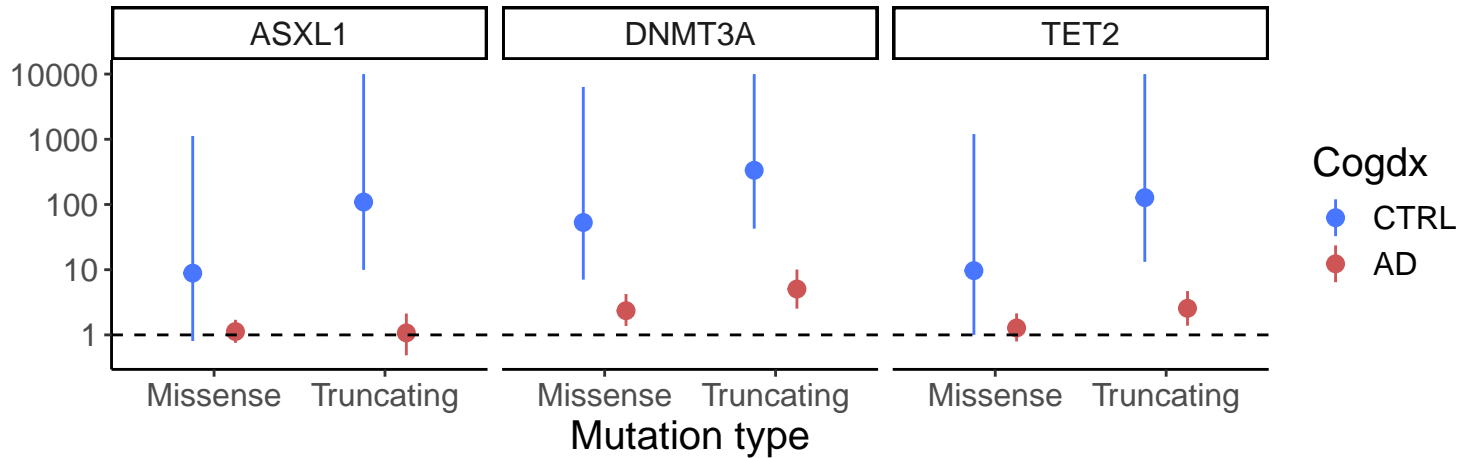 ASXL1 DNMT3A TET2
10000
1000
100
10
1
Missense Truncating Missense Truncating Missense Truncating
Mutation type
Cogdx
CTRL
AD